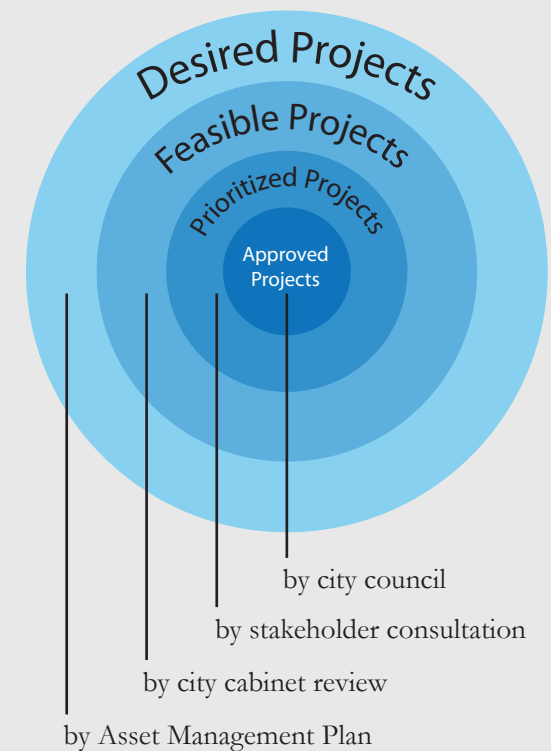 Desired Projects
Feasible Projects
Prioritized Projects
Approved
Projects
by city council
by stakeholder consultation
by city cabinet review
by Asset Management Plan